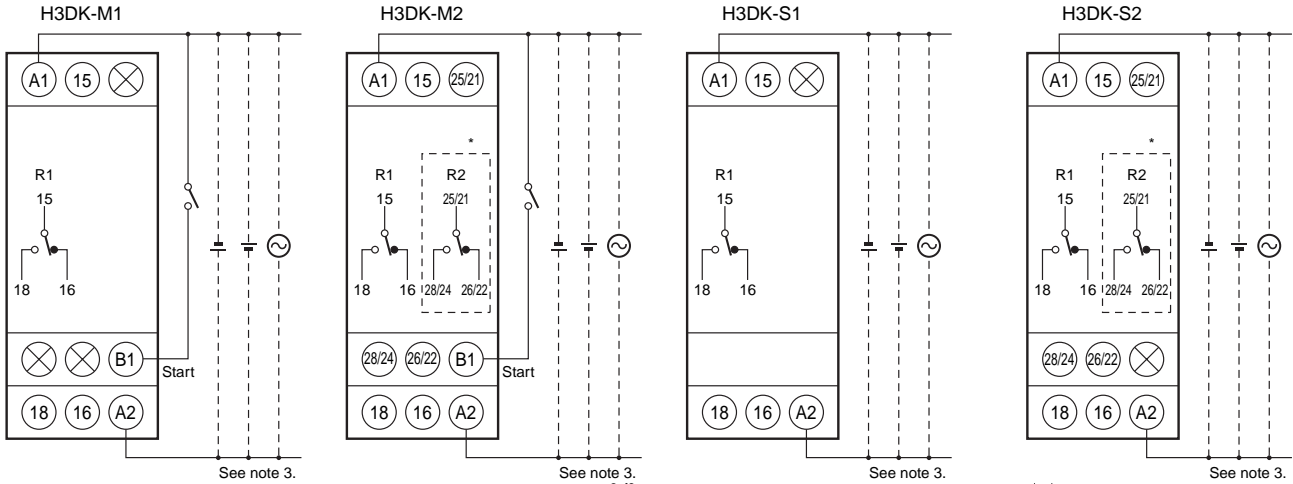 H3DK-M1
A1 15
R1
15
18 16
B1
Start
18 16 A2
See note 3.
H3DK-M2
A1 15 25/21
*
R1 R2
15 25/21
18 16 28/24 26/22
28/24 26/22 B1
Start
18 16 A2
See note 3.
H3DK-S1
A1 15
R1
15
18 16
18 16 A2
See note 3.
H3DK-S2
A1 15 25/21
*
R1 R2
15 25/21
18 16 28/24 26/22
28/24 26/22
18 16 A2
See note 3.